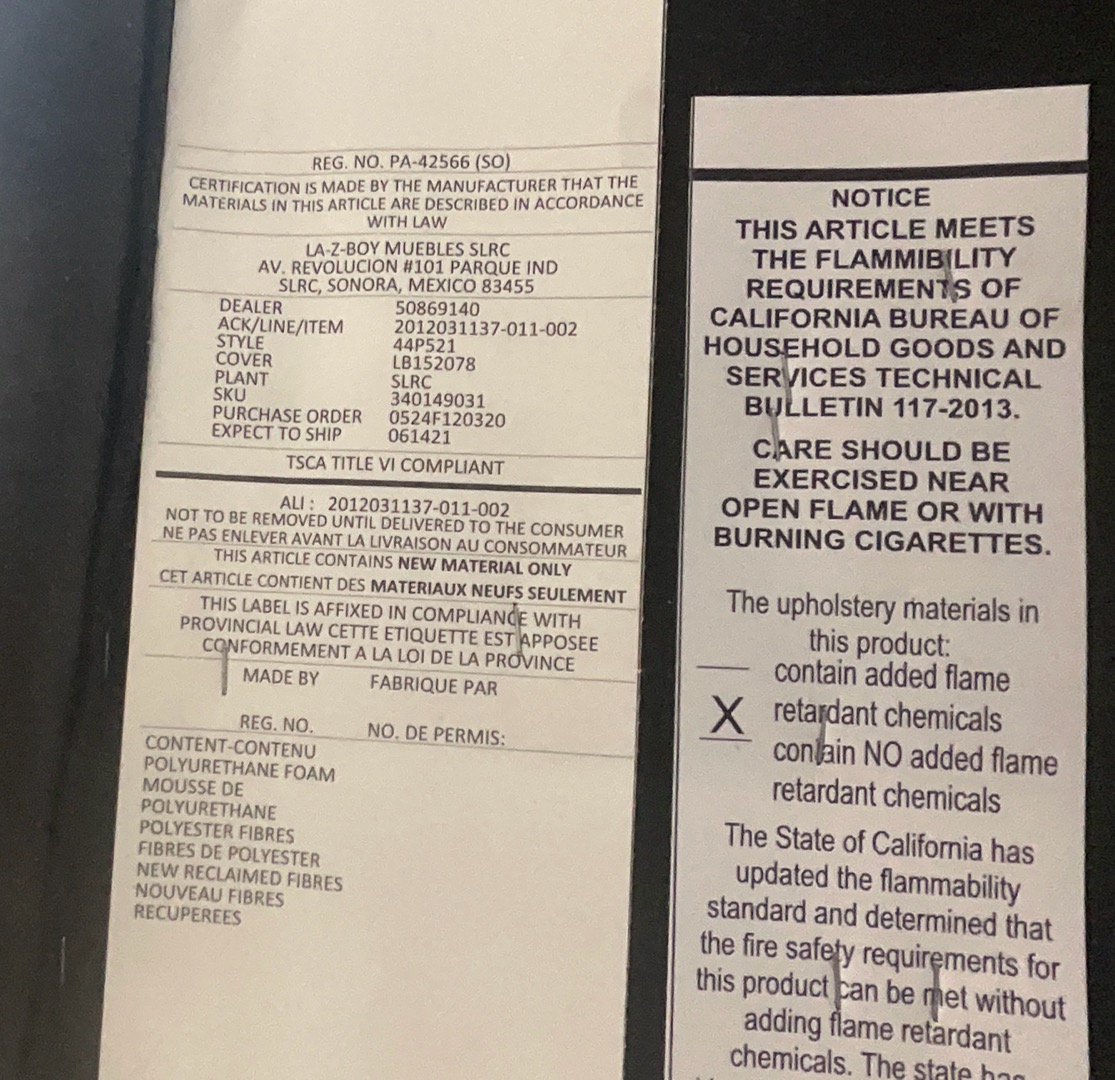 REG. NO. PA-42566 (SO)
CERTIFICATION IS MADE BY THE MANUFACTURER THAT THE
MATERIALS IN THIS ARTICLE ARE DESCRIBED IN ACCORDANCE
WITH LAW
LA-Z-BOY MUEBLES SLRC
AV. REVOLUCION #101 PARQUE IND
SLRC, SONORA, MEXICO 83455
DEALER 50869140
ACK/LINE/ITEM 2012031137-011-002
STYLE 44P521
COVER LB152078
PLANT SLRC
SKU 340149031
PURCHASE ORDER 0524F120320
EXPECT TO SHIP 061421
TSCA TITLE VI COMPLIANT
ALI : 2012031137-011-002
NOT TO BE REMOVED UNTIL DELIVERED TO THE CONSUMER
NE PAS ENLEVER AVANT LA LIVRAISON AU CONSOMMATEUR
THIS ARTICLE CONTAINS NEW MATERIAL ONLY
CET ARTICLE CONTIENT DES MATERIAUX NEUFS SEULEMENT
THIS LABEL IS AFFIXED IN COMPLIANCE WITH
PROVINCIAL LAW CETTE ETIQUETTE EST APPOSEE
CONFORMEMENT A LA LOI DE LA PROVINCE
MADE BY FABRIQUE PAR
REG. NO. NO. DE PERMIS:
CONTENT-CONTENU
POLYURETHANE FOAM
MOUSSE DE
POLYURETHANE
POLYESTER FIBRES
FIBRES DE POLYESTER
NEW RECLAIMED FIBRES
NOUVEAU FIBRES
RECUPEREES
NOTICE
THIS ARTICLE MEETS
THE FLAMMIBILITY
REQUIREMENTS OF
CALIFORNIA BUREAU OF
HOUSEHOLD GOODS AND
SERVICES TECHNICAL
BULLETIN 117-2013.
CARE SHOULD BE
EXERCISED NEAR
OPEN FLAME OR WITH
BURNING CIGARETTES.
The upholstery materials in
this product:
contain added flame
X retardant chemicals
contain NO added flame
retardant chemicals
The State of California has
updated the flammability
standard and determined that
the fire safety requirements for
this product can be met without
adding flame retardant
chemicals. The state has